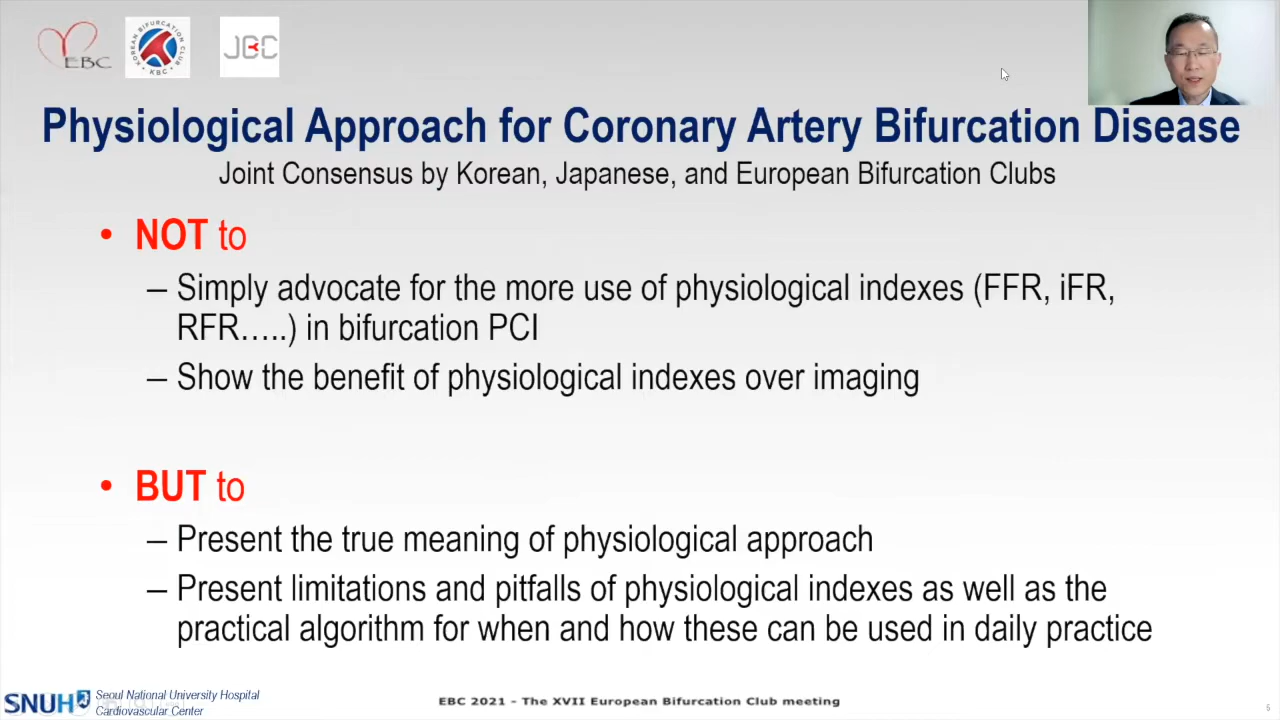 EBC
KOREAN BIFURCATION CLUB
KBC
JBC
Physiological Approach for Coronary Artery Bifurcation Disease
Joint Consensus by Korean, Japanese, and European Bifurcation Clubs
• NOT to
– Simply advocate for the more use of physiological indexes (FFR, iFR,
RFR…..) in bifurcation PCI
– Show the benefit of physiological indexes over imaging
• BUT to
– Present the true meaning of physiological approach
– Present limitations and pitfalls of physiological indexes as well as the
practical algorithm for when and how these can be used in daily practice
SNUH
Seoul National University Hospital
Cardiovascular Center
EBC 2021 - The XVII European Bifurcation Club meeting
6